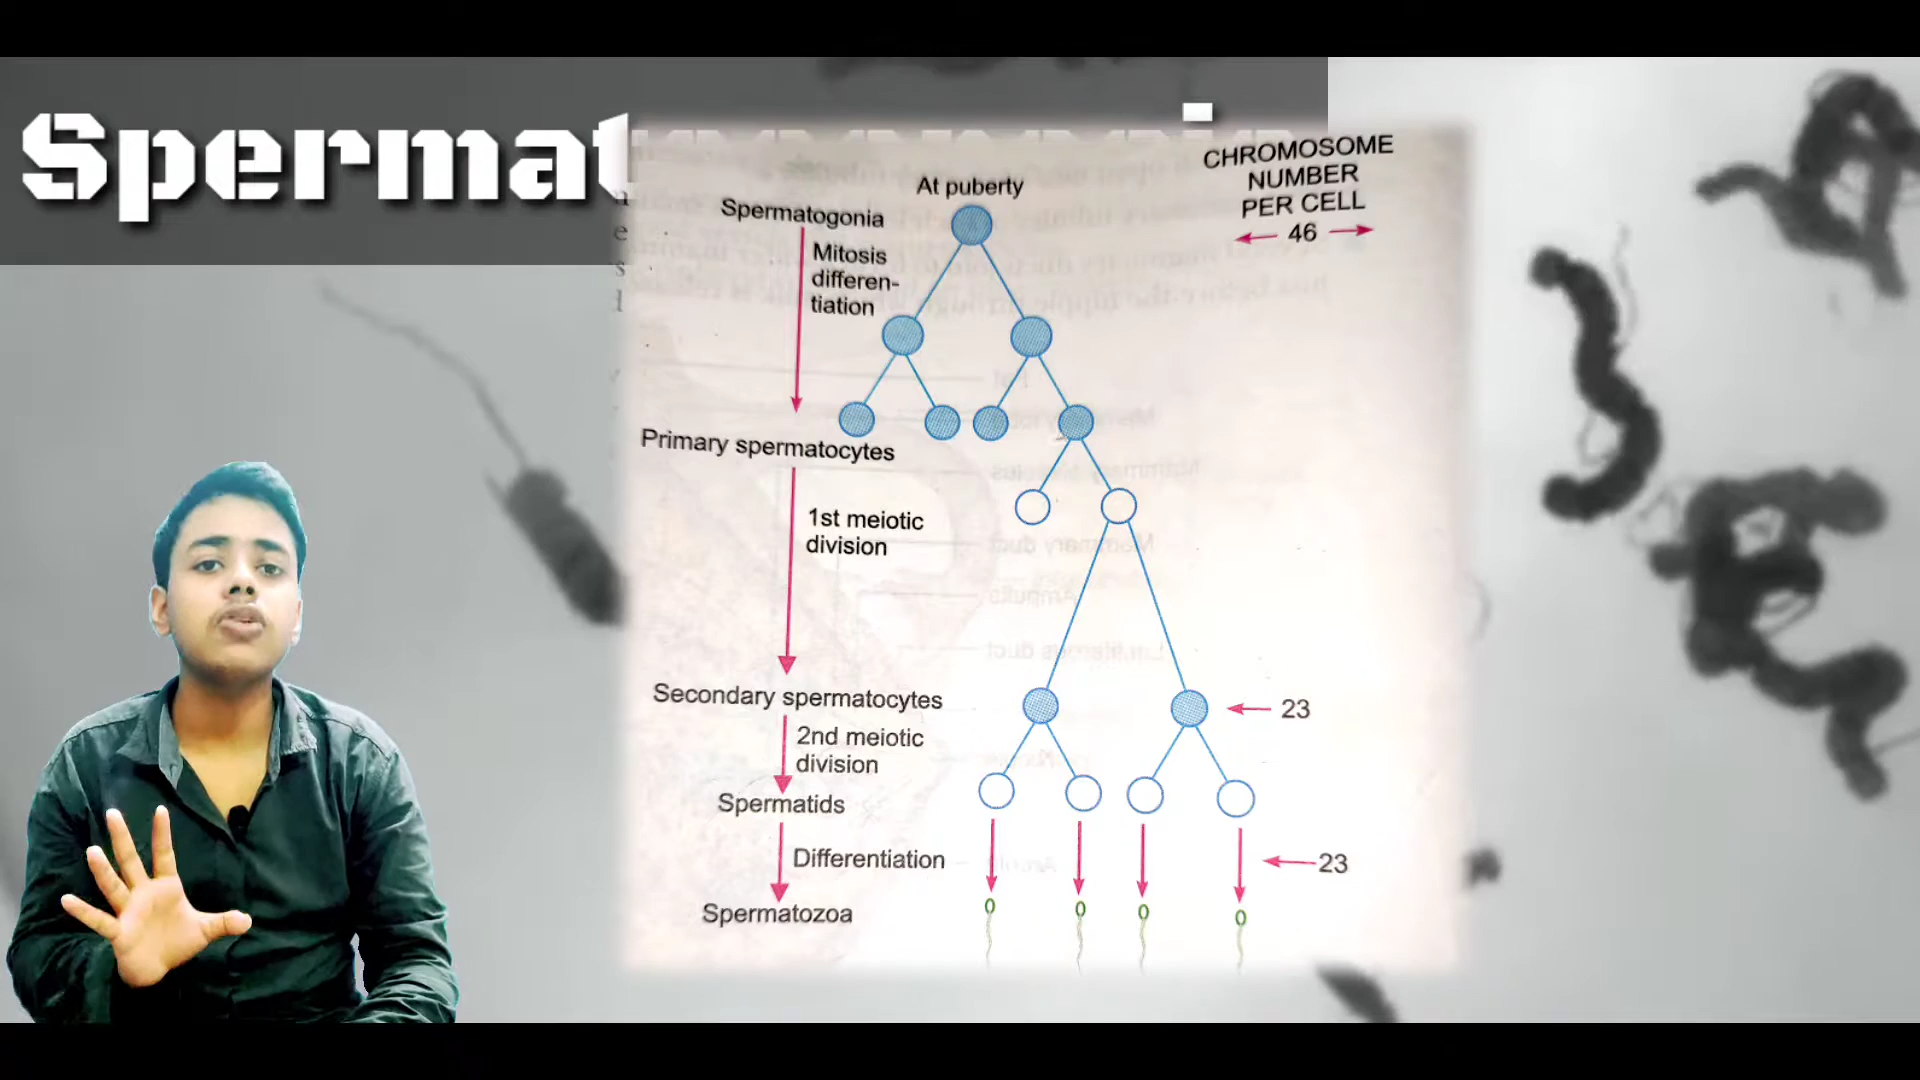 Spermat
At puberty
CHROMOSOME
NUMBER
PER CELL
46
Spermatogonia
Mitosis
differen-
tiation
Primary spermatocytes
1st meiotic
division
Secondary spermatocytes
23
2nd meiotic
division
Spermatids
Differentiation
23
Spermatozoa